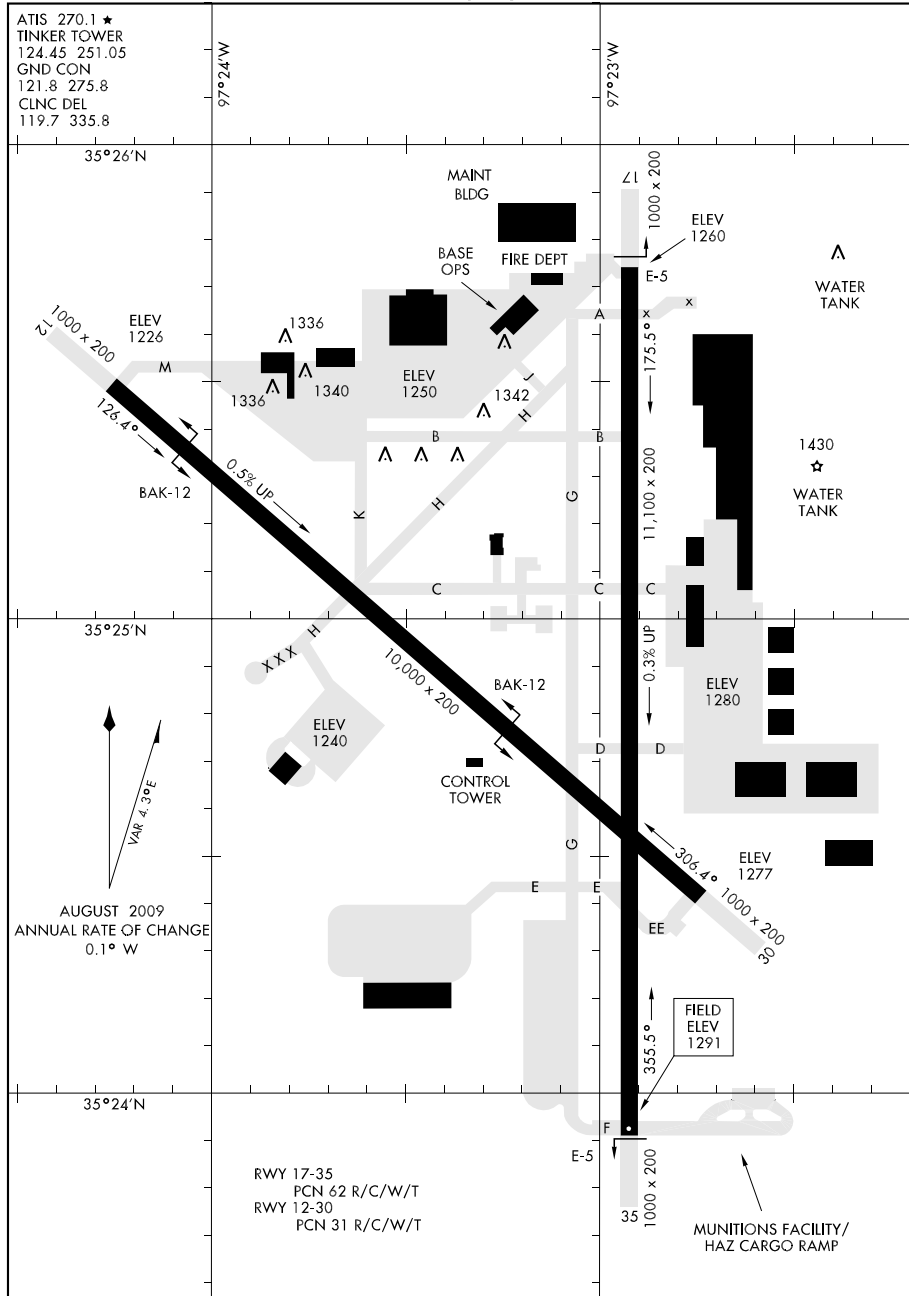 ATIS 270.1 ★
TINKER TOWER
124.45 251.05
GND CON
121.8 275.8
CLNC DEL
119.7 335.8
97°24'W
97°23'W
35°26'N
MAINT
BLDG
17
1000 x 200
ELEV
1260
BASE
OPS
FIRE DEPT
E-5
WATER
TANK
12
1000 x 200
ELEV
1226
1336
A
x
x
175.5°
M
1336
1340
ELEV
1250
J
1342
H
126.4°
B
B
1430
BAK-12
0.5% UP
WATER
TANK
K
H
G
11,100 x 200
C
C
C
35°25'N
H
X X X
10,000 x 200
0.3% UP
BAK-12
ELEV
1280
ELEV
1240
D
D
CONTROL
TOWER
VAR 4.3°E
G
306.4°
ELEV
1277
E
E
1000 x 200
EE
30
AUGUST 2009
ANNUAL RATE OF CHANGE
0.1° W
355.5°
FIELD
ELEV
1291
35°24'N
F
E-5
RWY 17-35
PCN 62 R/C/W/T
RWY 12-30
PCN 31 R/C/W/T
35
1000 x 200
MUNITIONS FACILITY/
HAZ CARGO RAMP